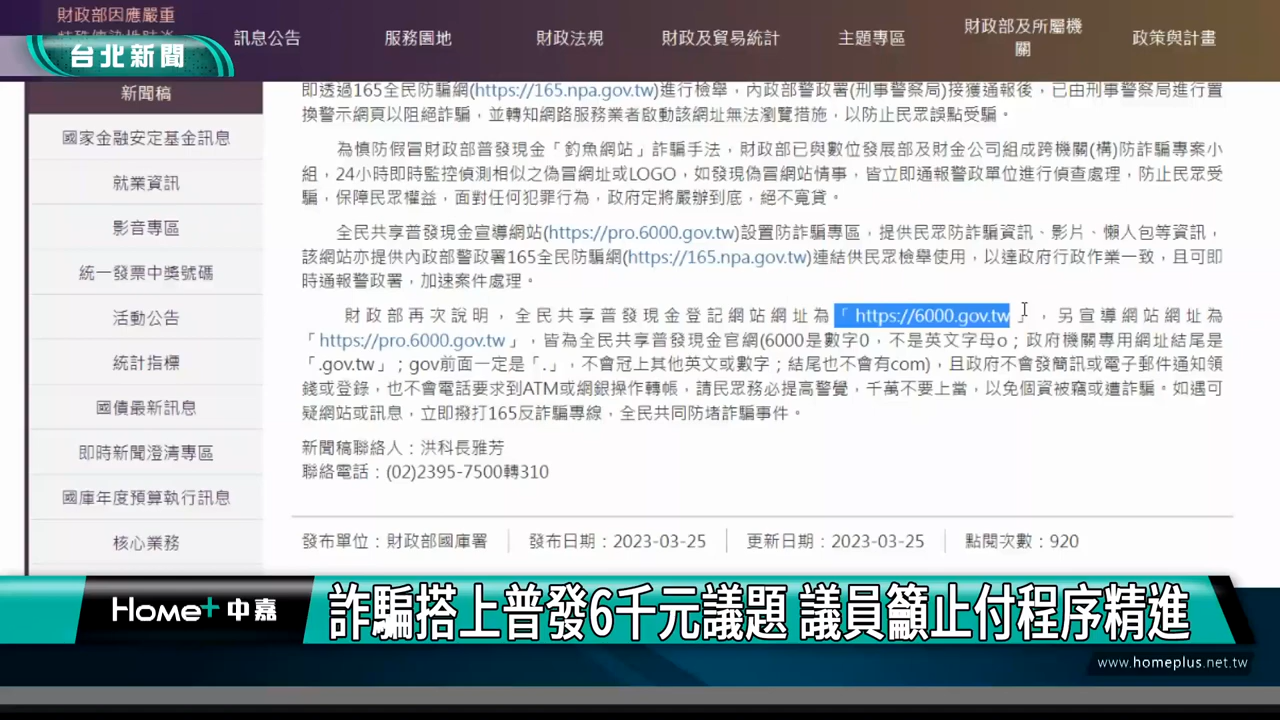 財政部因應嚴重
台北新聞
訊息公告
服務園地
財政法規
財政及貿易統計
主題專區
財政部及所屬機
關
政策與計畫
新聞稿
國家金融安定基金訊息
就業資訊
影音專區
統一發票中獎號碼
活動公告
統計指標
國債最新訊息
即時新聞澄清專區
國庫年度預算執行訊息
核心業務
即透過165全民防騙網(https://165.npa.gov.tw)進行檢舉，內政部警政署(刑事警察局)接獲通報後，已由刑事警察局進行置
換警示網頁以阻絕詐騙，並轉知網路服務業者啟動該網址無法瀏覽措施，以防止民眾誤點受騙。
為慎防假冒財政部普發現金「釣魚網站」詐騙手法，財政部已與數位發展部及財金公司組成跨機關(構)防詐騙專案小
組，24小時即時監控偵測相似之偽冒網址或LOGO，如發現偽冒網站情事，皆立即通報警政單位進行偵查處理，防止民眾受
騙，保障民眾權益，面對任何犯罪行為，政府定將嚴辦到底，絕不寬貸。
全民共享普發現金宣導網站(https://pro.6000.gov.tw)設置防詐騙專區，提供民眾防詐騙資訊、影片、懶人包等資訊，
該網站亦提供內政部警政署165全民防騙網(https://165.npa.gov.tw)連結供民眾檢舉使用，以達政府行政作業一致，且可即
時通報警政署，加速案件處理。
財政部再次說明，全民共享普發現金登記網站網址為「https://6000.gov.tw」，另宣導網站網址為
「https://pro.6000.gov.tw」，皆為全民共享普發現金官網(6000是數字0，不是英文字母o；政府機關專用網址結尾是
「.gov.tw」；gov前面一定是「.」，不會冠上其他英文或數字；結尾也不會有com)，且政府不會發簡訊或電子郵件通知領
錢或登錄，也不會電話要求到ATM或網銀操作轉帳，請民眾務必提高警覺，千萬不要上當，以免個資被竊或遭詐騙。如遇可
疑網站或訊息，立即撥打165反詐騙專線，全民共同防堵詐騙事件。
新聞稿聯絡人：洪科長雅芳
聯絡電話：(02)2395-7500轉310
發布單位：財政部國庫署
發布日期：2023-03-25
更新日期：2023-03-25
點閱次數：920
Home+中嘉
詐騙搭上普發6千元議題 議員籲止付程序精進
www.homeplus.net.tw